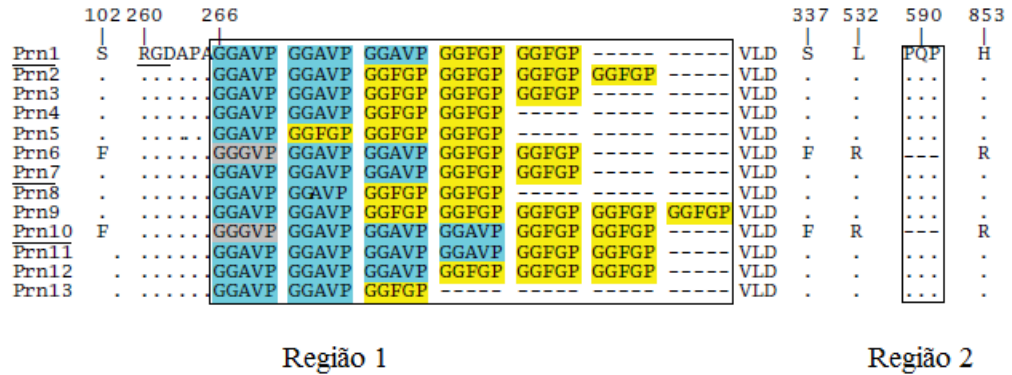 102 260 266 337 532 590 853
Prn1 S RGDAPAGGAVP GGAVP GGAVP GGFGP GGFGP ----- ----- VLD S L PQP H
Prn2 . ......GGAVP GGAVP GGFGP GGFGP GGFGP GGFGP ----- VLD . . ... .
Prn3 . ......GGAVP GGAVP GGFGP GGFGP GGFGP ----- ----- VLD . . ... .
Prn4 . ......GGAVP GGAVP GGFGP GGFGP ----- ----- ----- VLD . . ... .
Prn5 . ......GGAVP GGFGP GGFGP GGFGP ----- ----- ----- VLD . . ... .
Prn6 F ......GGGVP GGAVP GGAVP GGFGP GGFGP ----- ----- VLD F R --- R
Prn7 . ......GGAVP GGAVP GGAVP GGFGP GGFGP ----- ----- VLD . . ... .
Prn8 . ......GGAVP GGAVP GGFGP GGFGP ----- ----- ----- VLD . . ... .
Prn9 . ......GGAVP GGAVP GGFGP GGFGP GGFGP GGFGP GGFGP VLD . . ... .
Prn10 F ......GGGVP GGAVP GGAVP GGAVP GGFGP GGFGP ----- VLD F R --- R
Prn11 . ......GGAVP GGAVP GGAVP GGAVP GGFGP GGFGP ----- VLD . . ... .
Prn12 . ......GGAVP GGAVP GGAVP GGFGP GGFGP GGFGP ----- VLD . . ... .
Prn13 . ......GGAVP GGAVP GGFGP ----- ----- ----- ----- VLD . . ... .
Região 1 Região 2